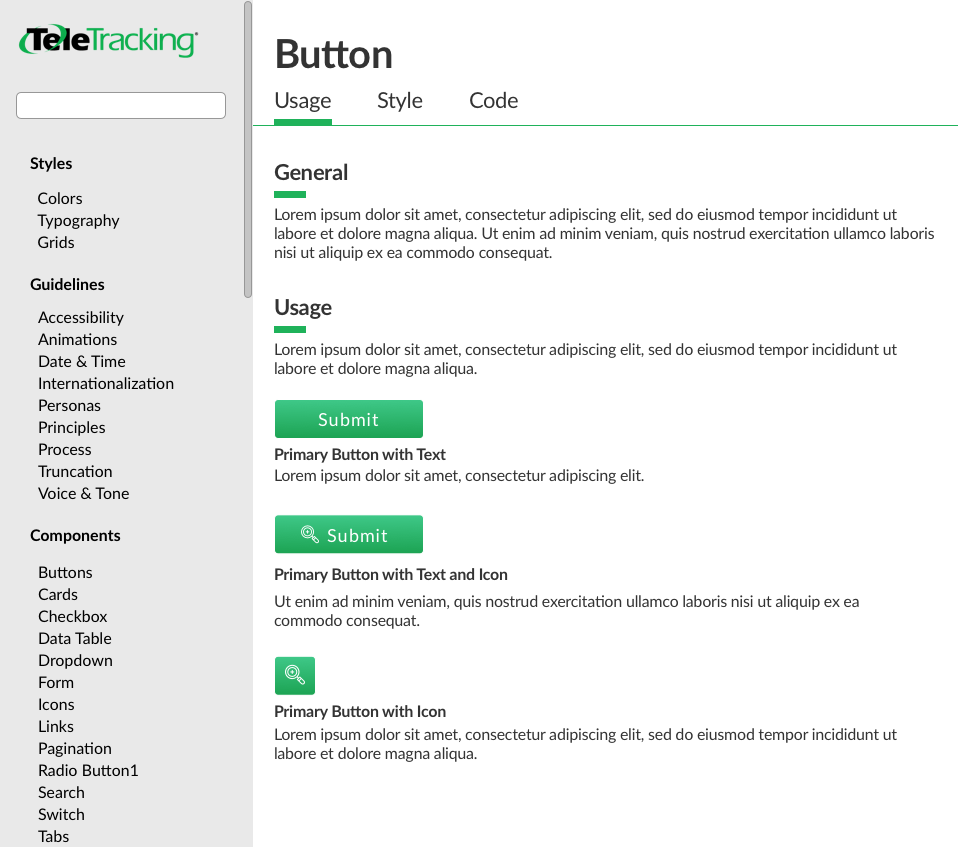 TeleTracking
Styles
Colors
Typography
Grids
Guidelines
Accessibility
Animations
Date & Time
Internationalization
Personas
Principles
Process
Truncation
Voice & Tone
Components
Buttons
Cards
Checkbox
Data Table
Dropdown
Form
Icons
Links
Pagination
Radio Button1
Search
Switch
Tabs
Button
Usage Style Code
General
Lorem ipsum dolor sit amet, consectetur adipiscing elit, sed do eiusmod tempor incididunt ut
labore et dolore magna aliqua. Ut enim ad minim veniam, quis nostrud exercitation ullamco laboris
nisi ut aliquip ex ea commodo consequat.
Usage
Lorem ipsum dolor sit amet, consectetur adipiscing elit, sed do eiusmod tempor incididunt ut
labore et dolore magna aliqua.
Submit
Primary Button with Text
Lorem ipsum dolor sit amet, consectetur adipiscing elit.
Submit
Primary Button with Text and Icon
Ut enim ad minim veniam, quis nostrud exercitation ullamco laboris nisi ut aliquip ex ea
commodo consequat.
Primary Button with Icon
Lorem ipsum dolor sit amet, consectetur adipiscing elit, sed do eiusmod tempor incididunt ut
labore et dolore magna aliqua.